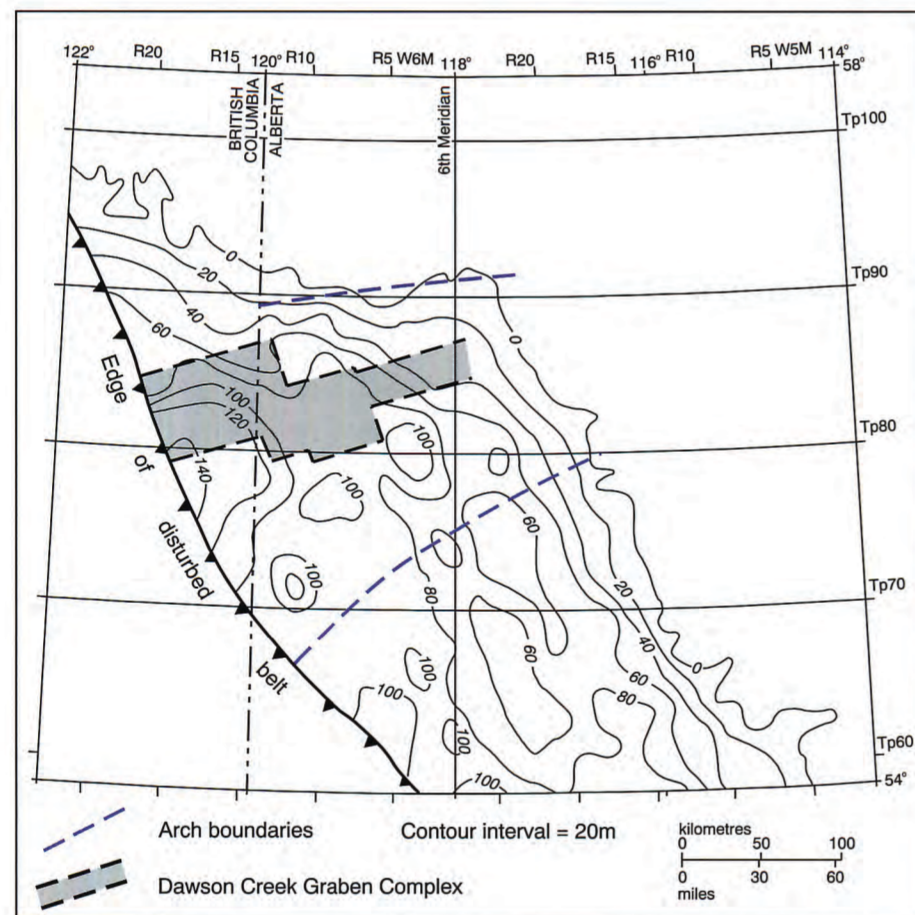 122° R20 R15 120° R10 R5 W6M 118° R20 R15 116° R10 R5 W5M 114°
58°
BRITISH
COLUMBIA
ALBERTA
6th Meridian
Tp100
0
20
Tp90
40
60
0
Edge
100
120
100
Tp80
of
140
100
60
disturbed
100
80
20
Tp70
40
60
0
belt
100
60
80
100
100
Tp60
100
54°
Arch boundaries
Contour interval = 20m
kilometres
0 50 100
0 30 60
miles
Dawson Creek Graben Complex